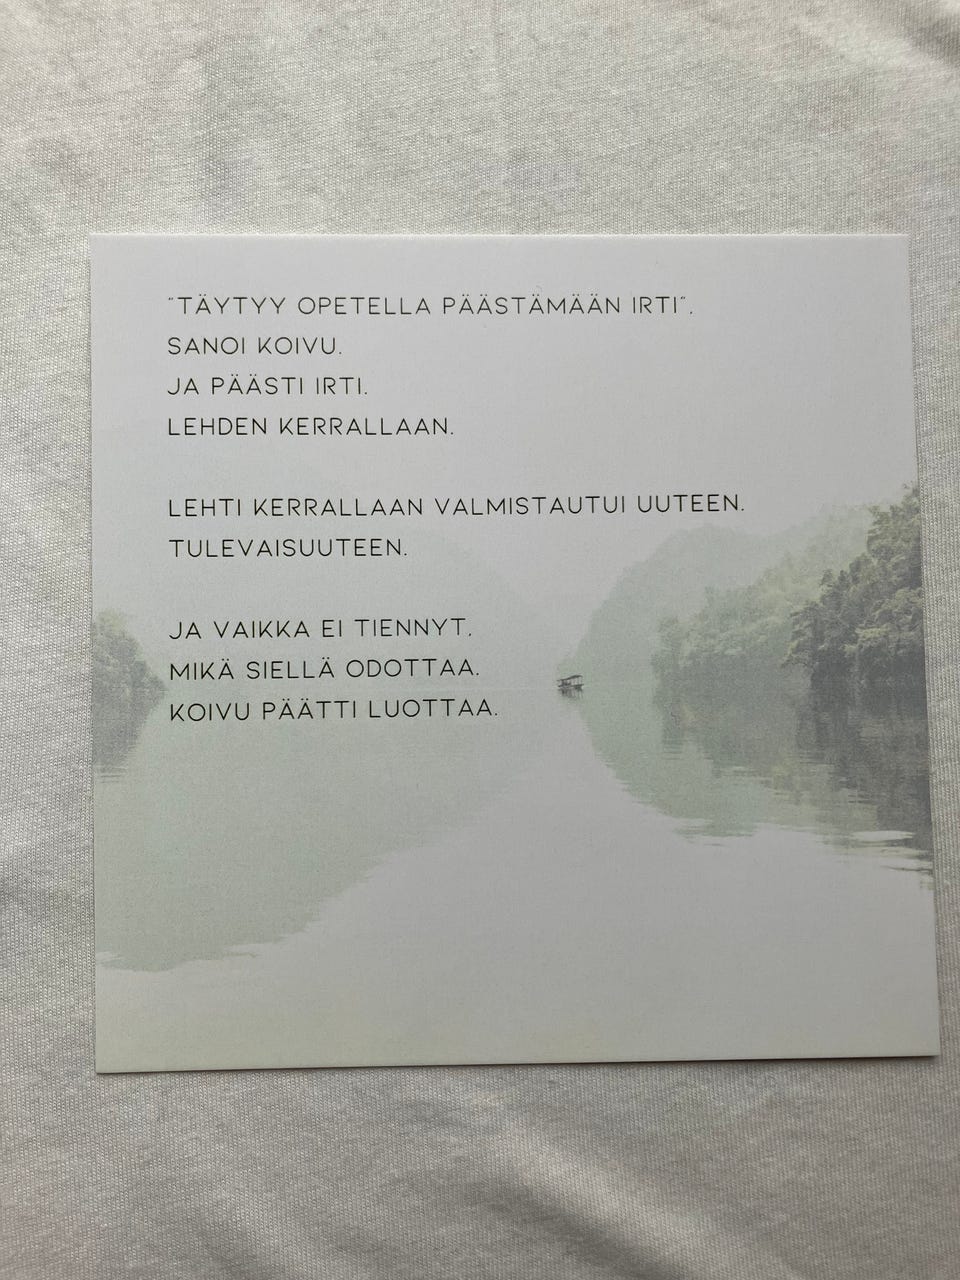 "TÄYTYY OPETELLA PÄÄSTÄMÄÄN IRTI",
SANOI KOIVU.
JA PÄÄSTI IRTI.
LEHDEN KERRALLAAN.
LEHTI KERRALLAAN VALMISTAUTUI UUTEEN.
TULEVAISUUTEEN.
JA VAIKKA EI TIENNYT,
MIKÄ SIELLÄ ODOTTAA.
KOIVU PÄÄTTI LUOTTAA.